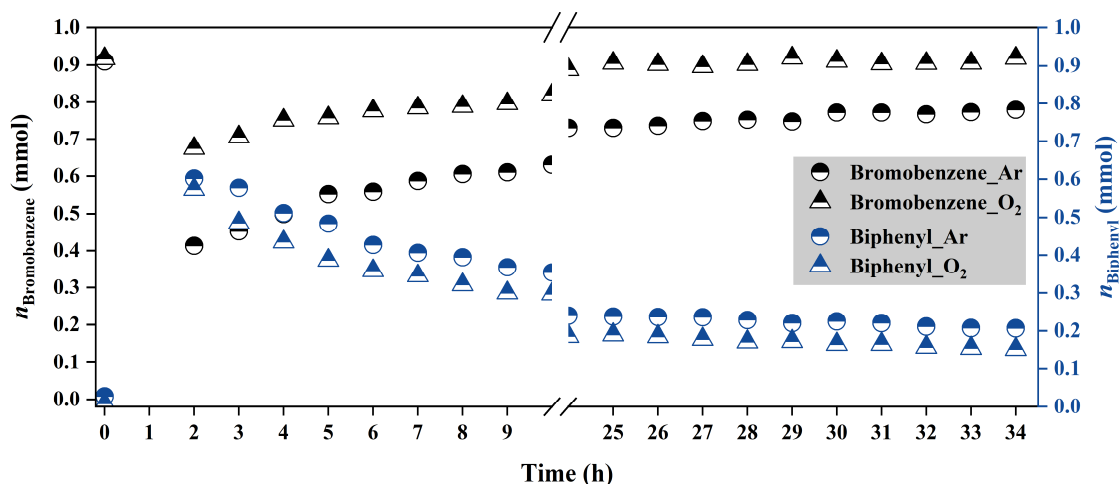 1.0
0.9
0.8
0.7
0.6
0.5
0.4
0.3
0.2
0.1
0.0
nBromobenzene (mmol)
1.0
0.9
0.8
0.7
0.6
0.5
0.4
0.3
0.2
0.1
0.0
nBiphenyl (mmol)
Bromobenzene_Ar
Bromobenzene_O₂
Biphenyl_Ar
Biphenyl_O₂
0 1 2 3 4 5 6 7 8 9 25 26 27 28 29 30 31 32 33 34
Time (h)